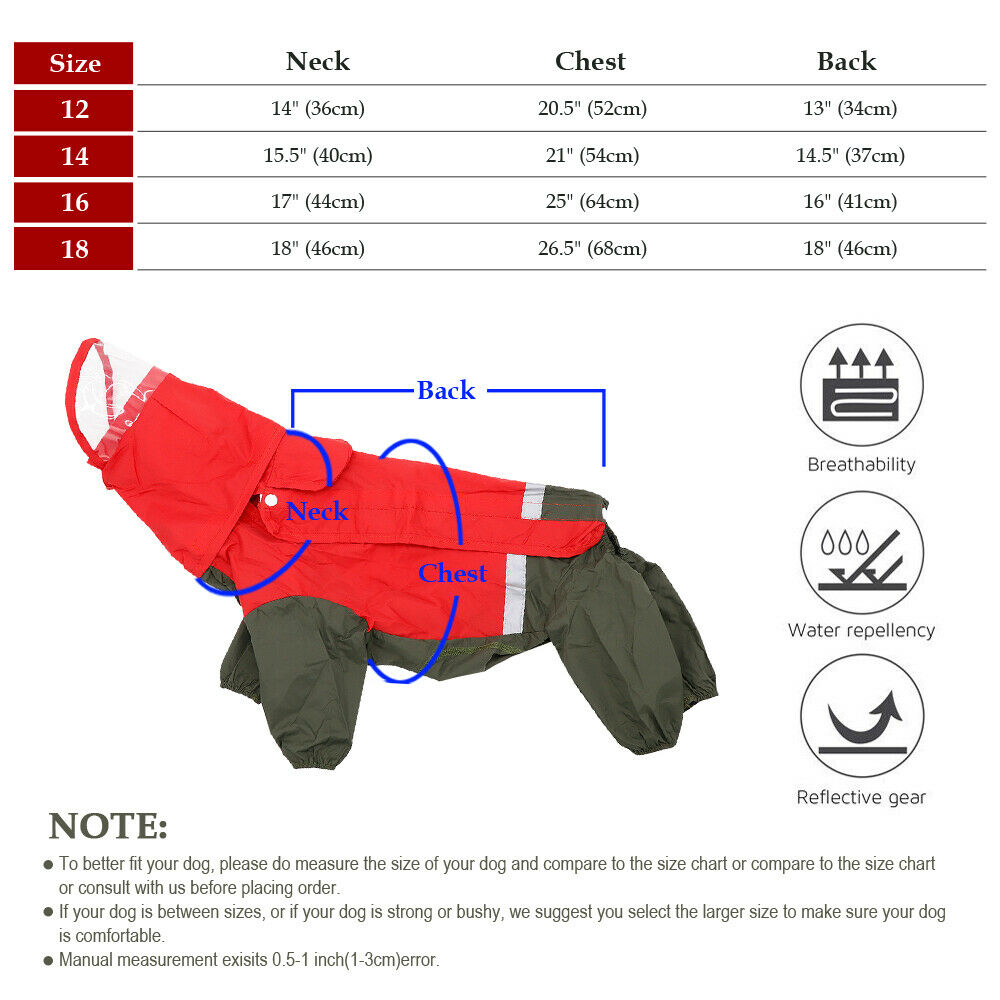 Size Neck Chest Back
12 14" (36cm) 20.5" (52cm) 13" (34cm)
14 15.5" (40cm) 21" (54cm) 14.5" (37cm)
16 17" (44cm) 25" (64cm) 16" (41cm)
18 18" (46cm) 26.5" (68cm) 18" (46cm)
Back
Neck
Chest
Breathability
Water repellency
Reflective gear
NOTE:
● To better fit your dog, please do measure the size of your dog and compare to the size chart or compare to the size chart
or consult with us before placing order.
● If your dog is between sizes, or if your dog is strong or bushy, we suggest you select the larger size to make sure your dog
is comfortable.
● Manual measurement exisits 0.5-1 inch(1-3cm)error.